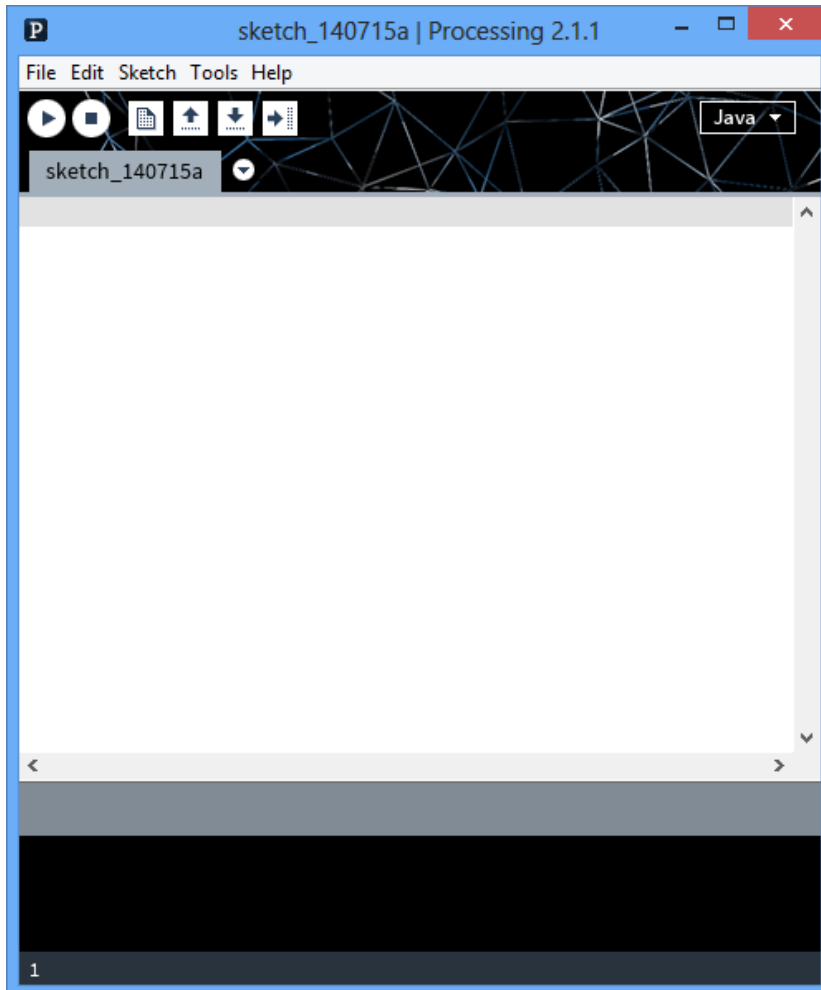 P sketch_140715a | Processing 2.1.1
File Edit Sketch Tools Help
Java
sketch_140715a
1